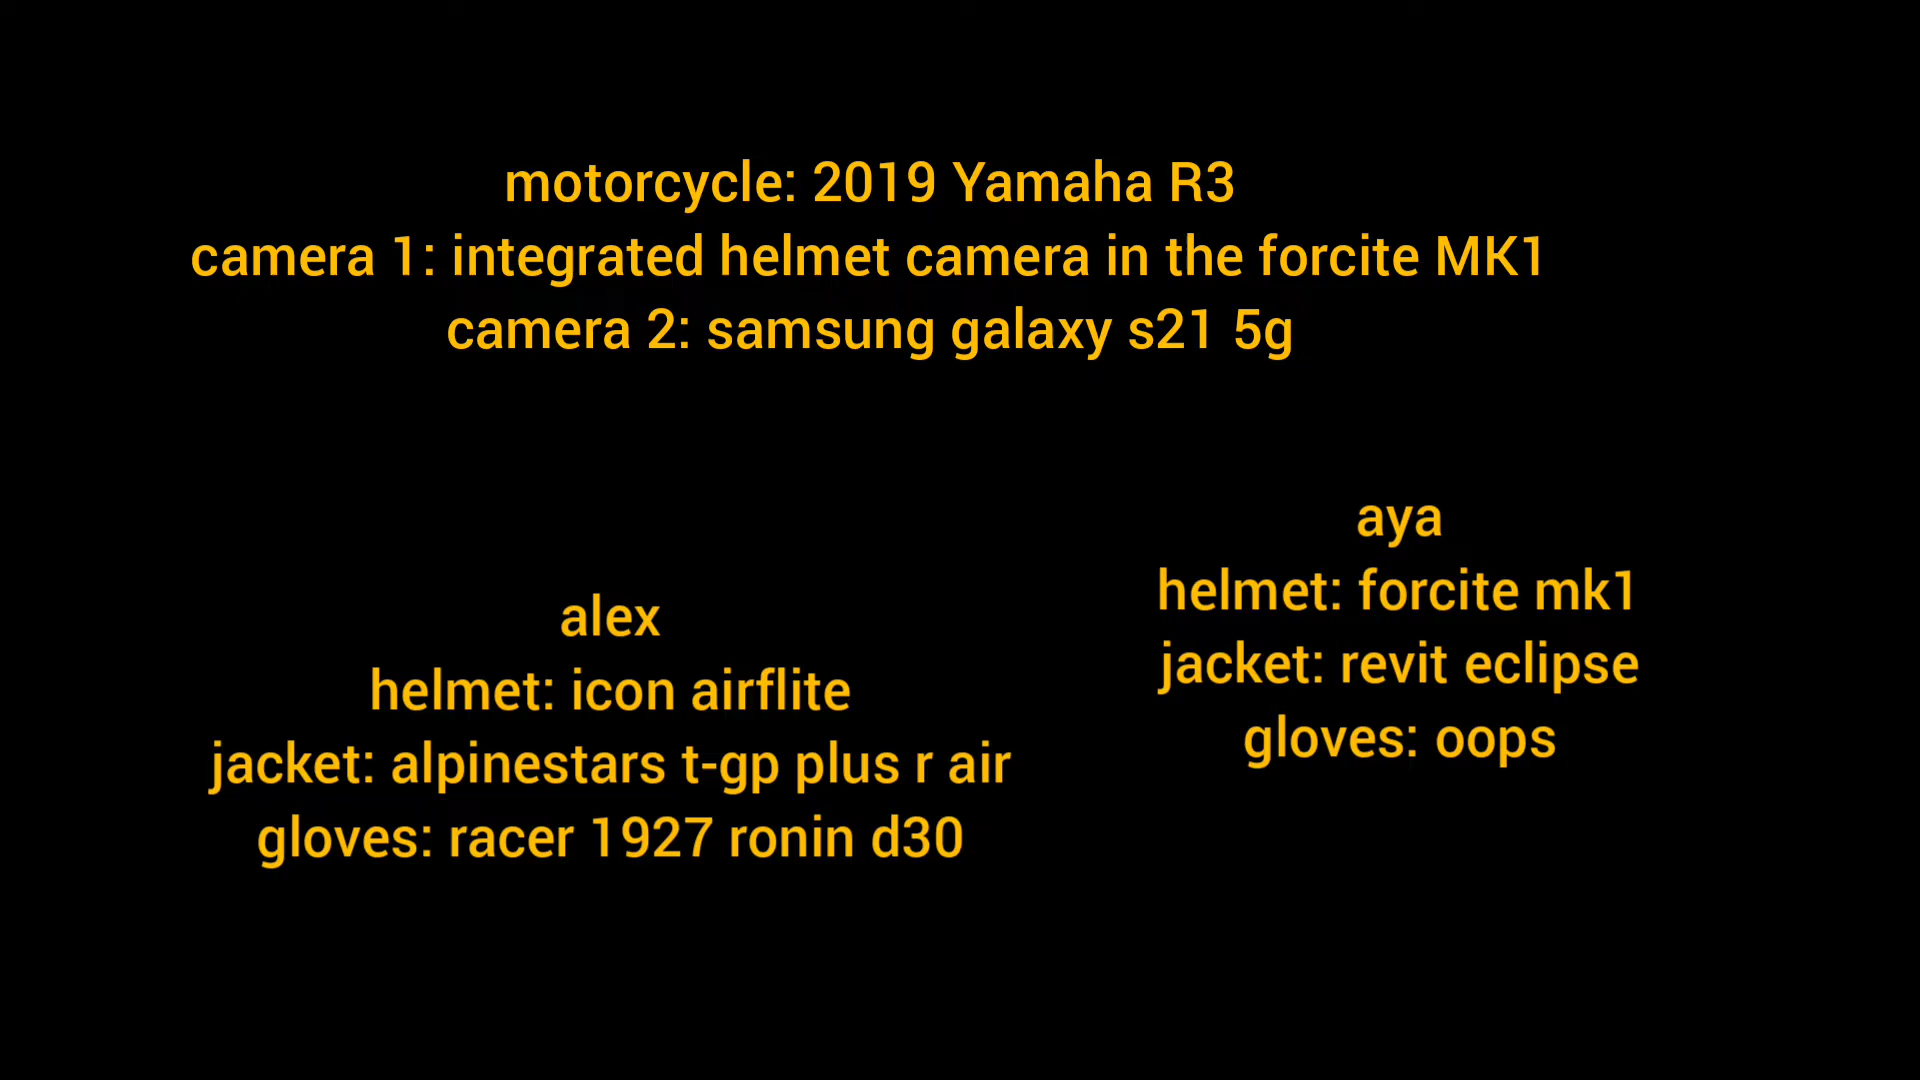 motorcycle: 2019 Yamaha R3
camera 1: integrated helmet camera in the forcite MK1
camera 2: samsung galaxy s21 5g
alex
helmet: icon airflite
jacket: alpinestars t-gp plus r air
gloves: racer 1927 ronin d30
aya
helmet: forcite mk1
jacket: revit eclipse
gloves: oops